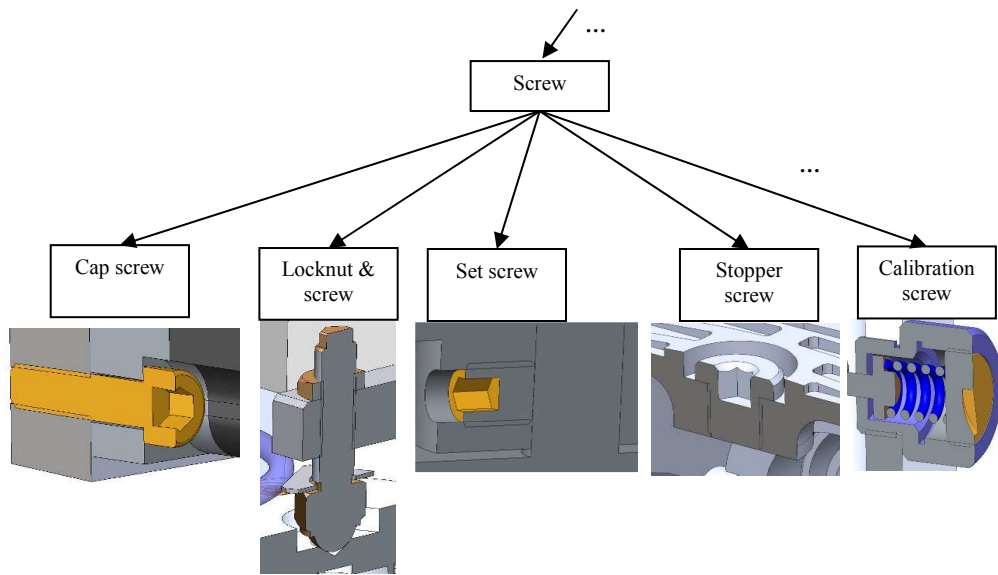 ...
Screw
...
Cap screw
Locknut &
screw
Set screw
Stopper
screw
Calibration
screw